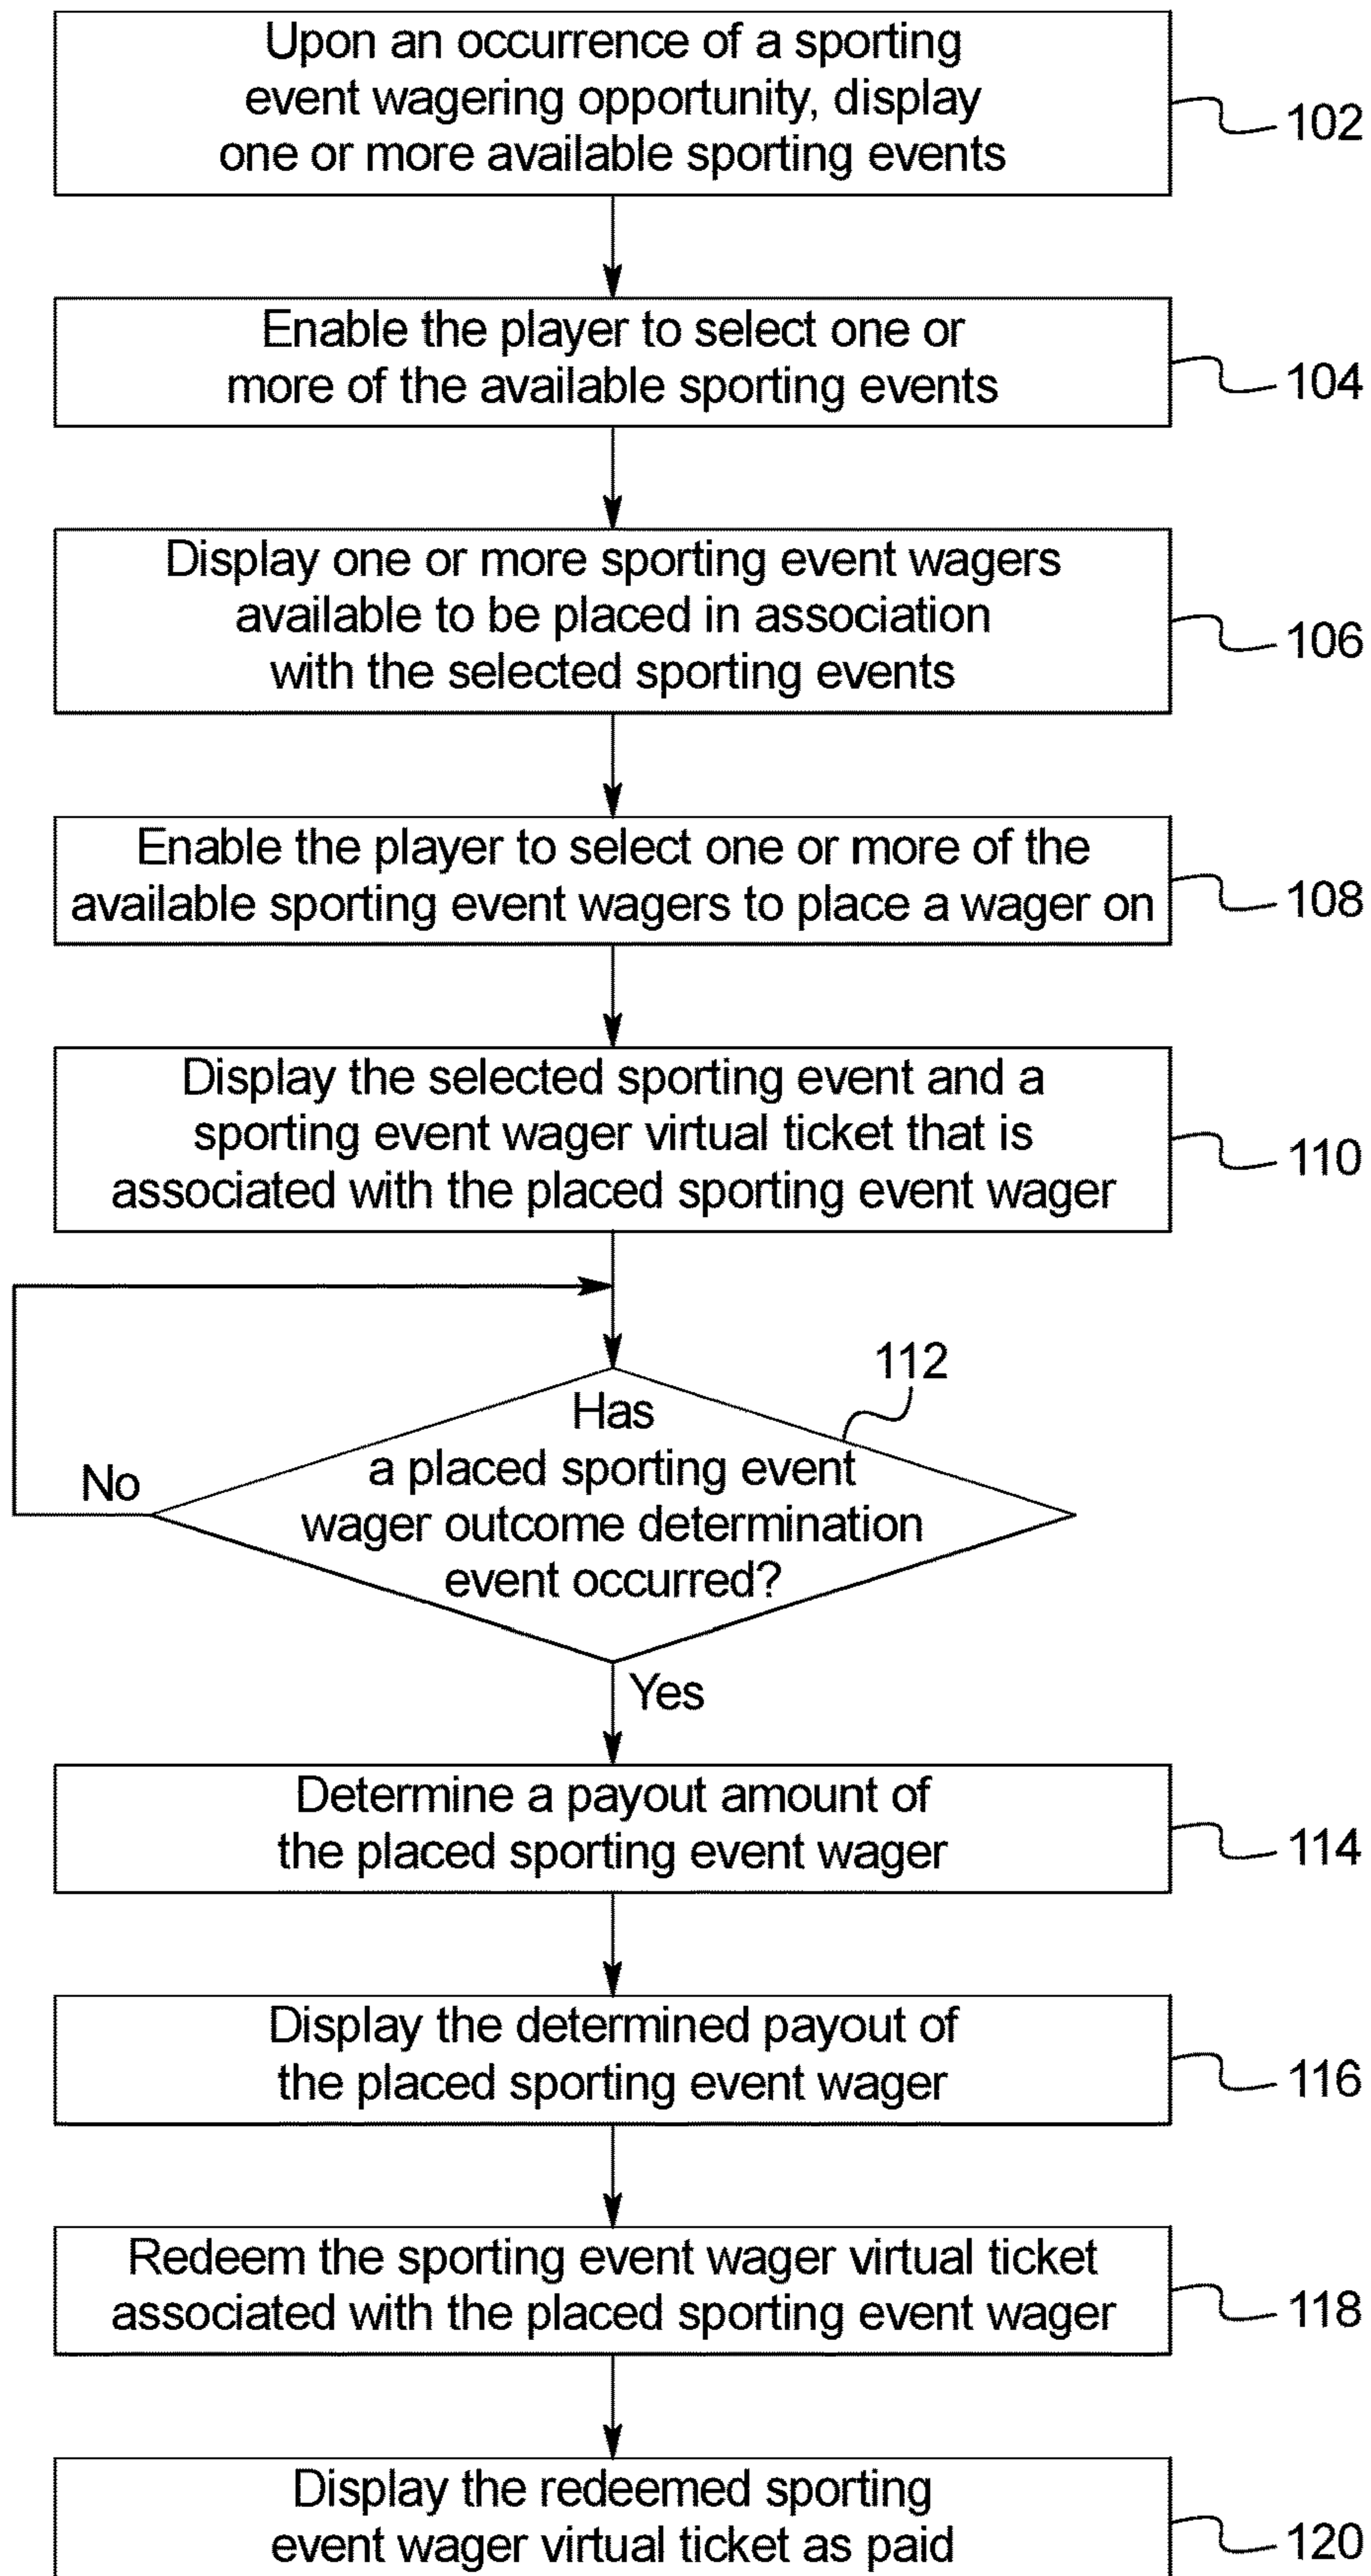 Upon an occurrence of a sporting
event wagering opportunity, display
one or more available sporting events
102
Enable the player to select one or
more of the available sporting events
104
Display one or more sporting event wagers
available to be placed in association
with the selected sporting events
106
Enable the player to select one or more of the
available sporting event wagers to place a wager on
108
Display the selected sporting event and a
sporting event wager virtual ticket that is
associated with the placed sporting event wager
110
112
Has
a placed sporting event
wager outcome determination
event occurred?
No
Yes
Determine a payout amount of
the placed sporting event wager
114
Display the determined payout of
the placed sporting event wager
116
Redeem the sporting event wager virtual ticket
associated with the placed sporting event wager
118
Display the redeemed sporting
event wager virtual ticket as paid
120